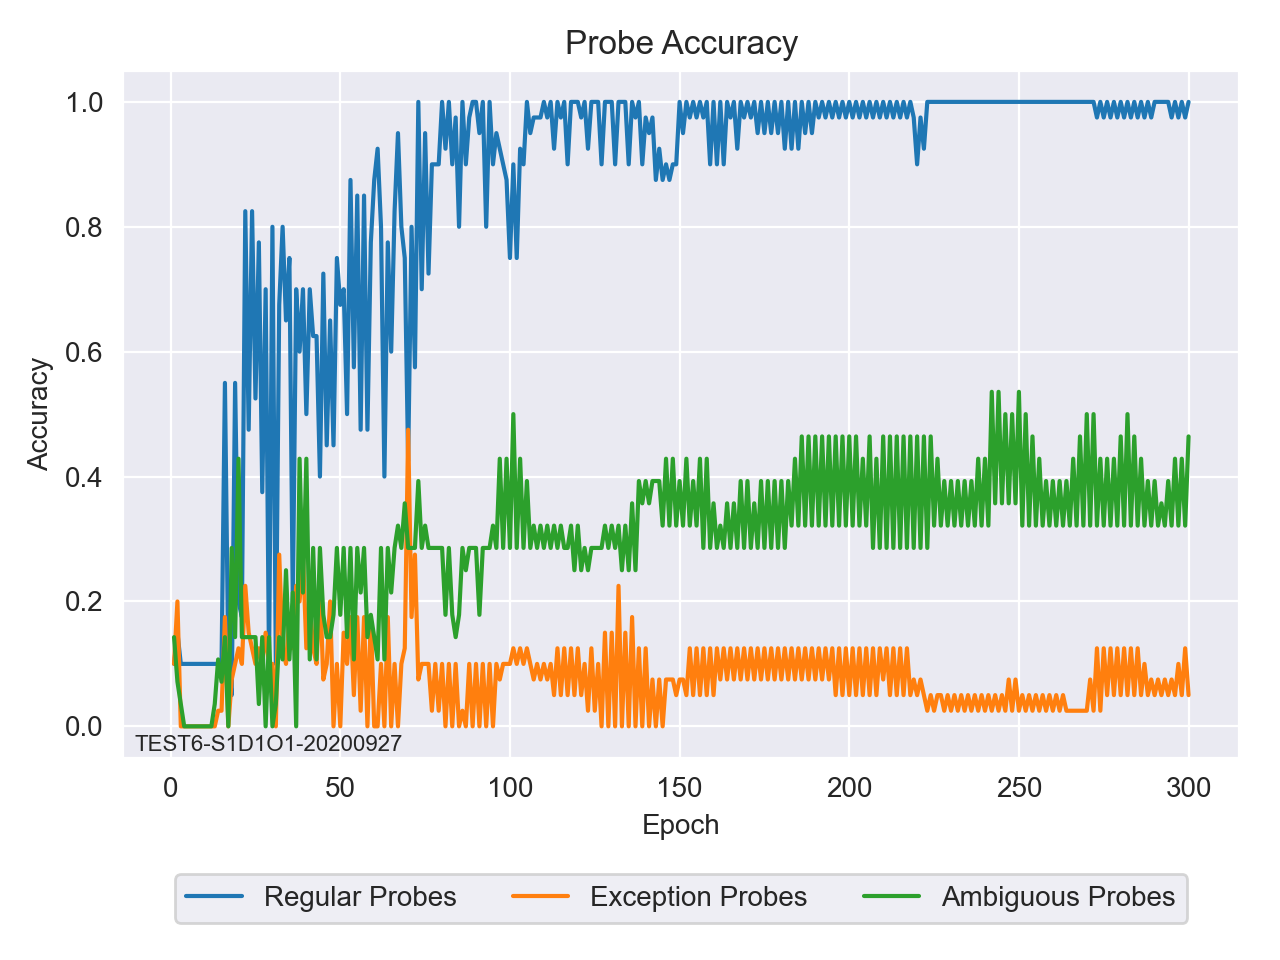 Probe Accuracy
1.0
0.8
0.6
0.4
0.2
0.0
Accuracy
TEST6-S1D1O1-20200927
0 50 100 150 200 250 300
Epoch
Regular Probes Exception Probes Ambiguous Probes